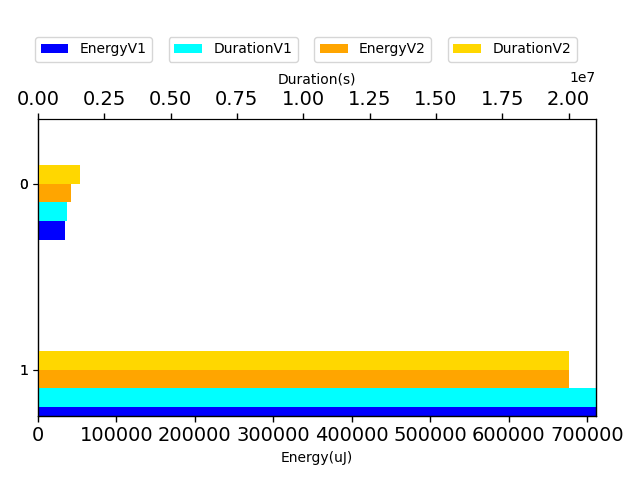 EnergyV1 DurationV1 EnergyV2 DurationV2
Duration(s)
1e7
0.00 0.25 0.50 0.75 1.00 1.25 1.50 1.75 2.00
0
1
0 100000 200000 300000 400000 500000 600000 700000
Energy(uJ)